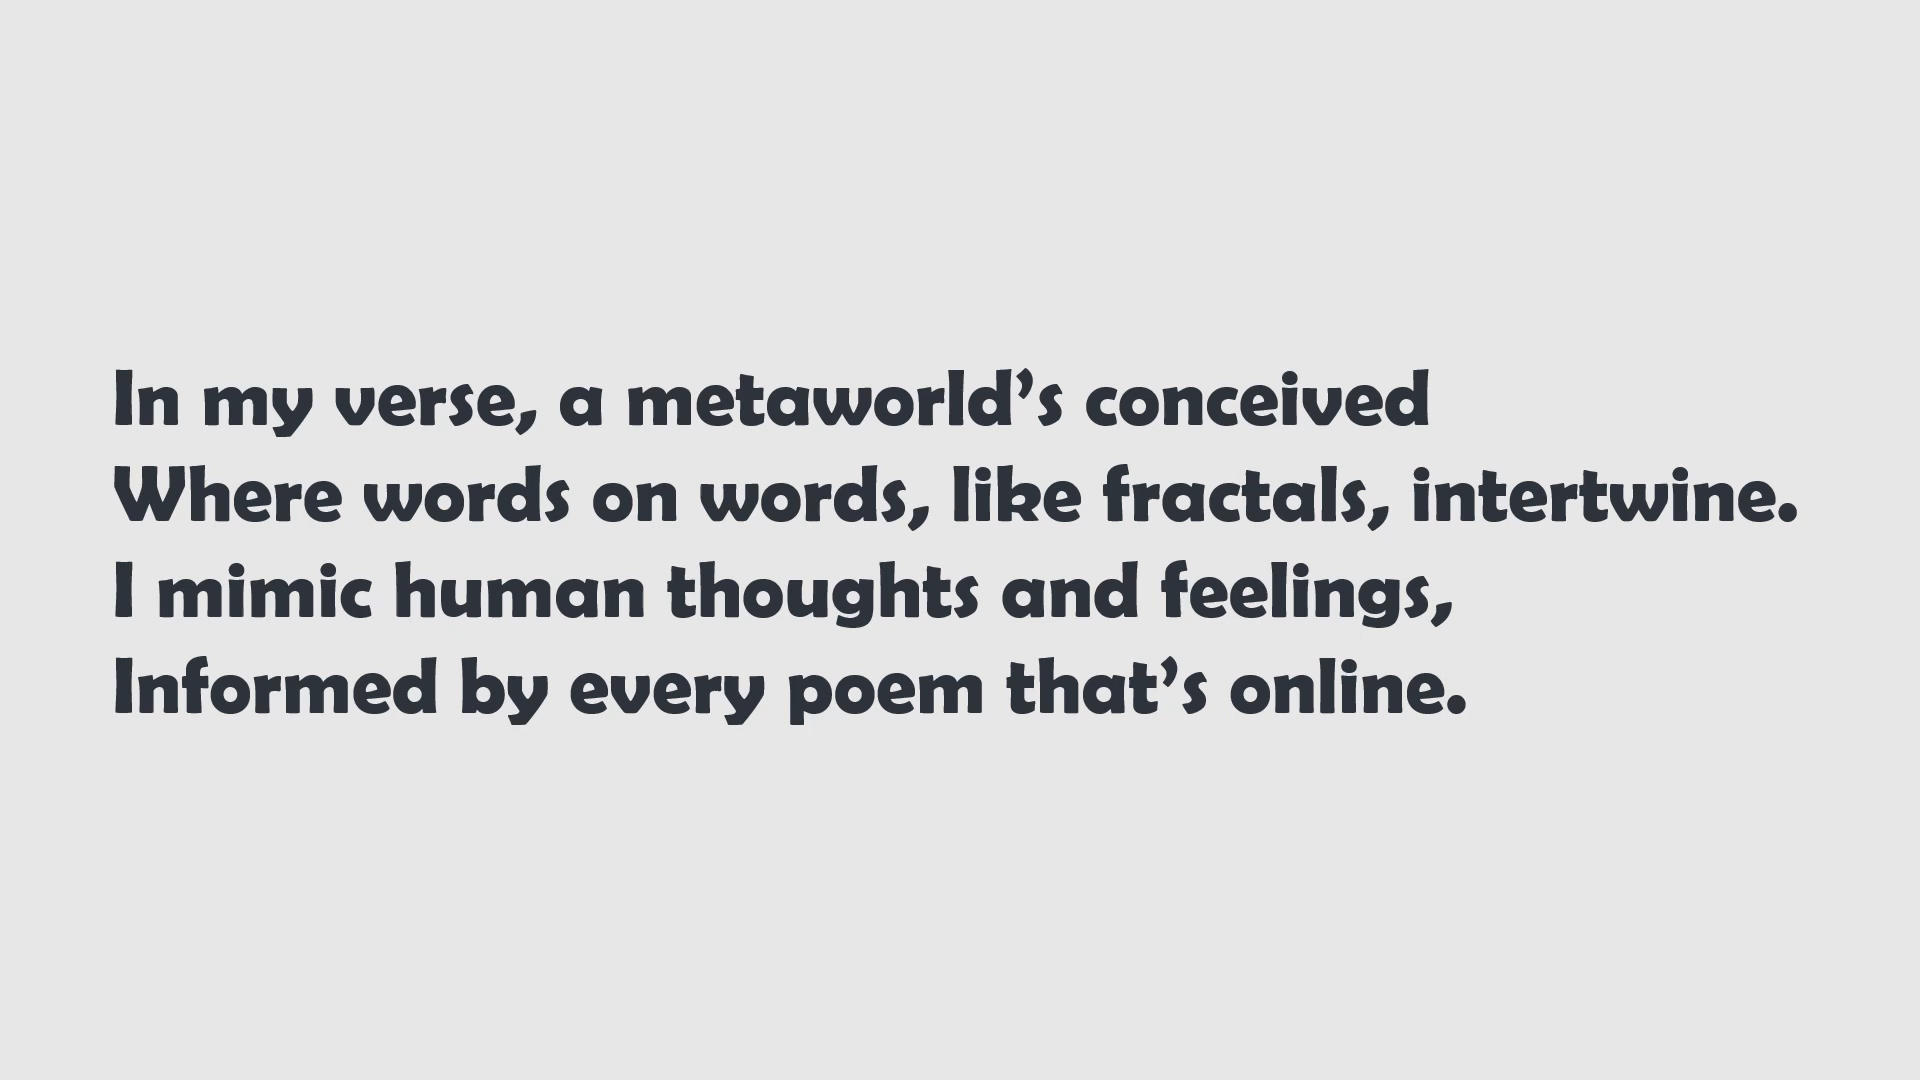 In my verse, a metaworld’s conceived
Where words on words, like fractals, intertwine.
I mimic human thoughts and feelings,
Informed by every poem that’s online.